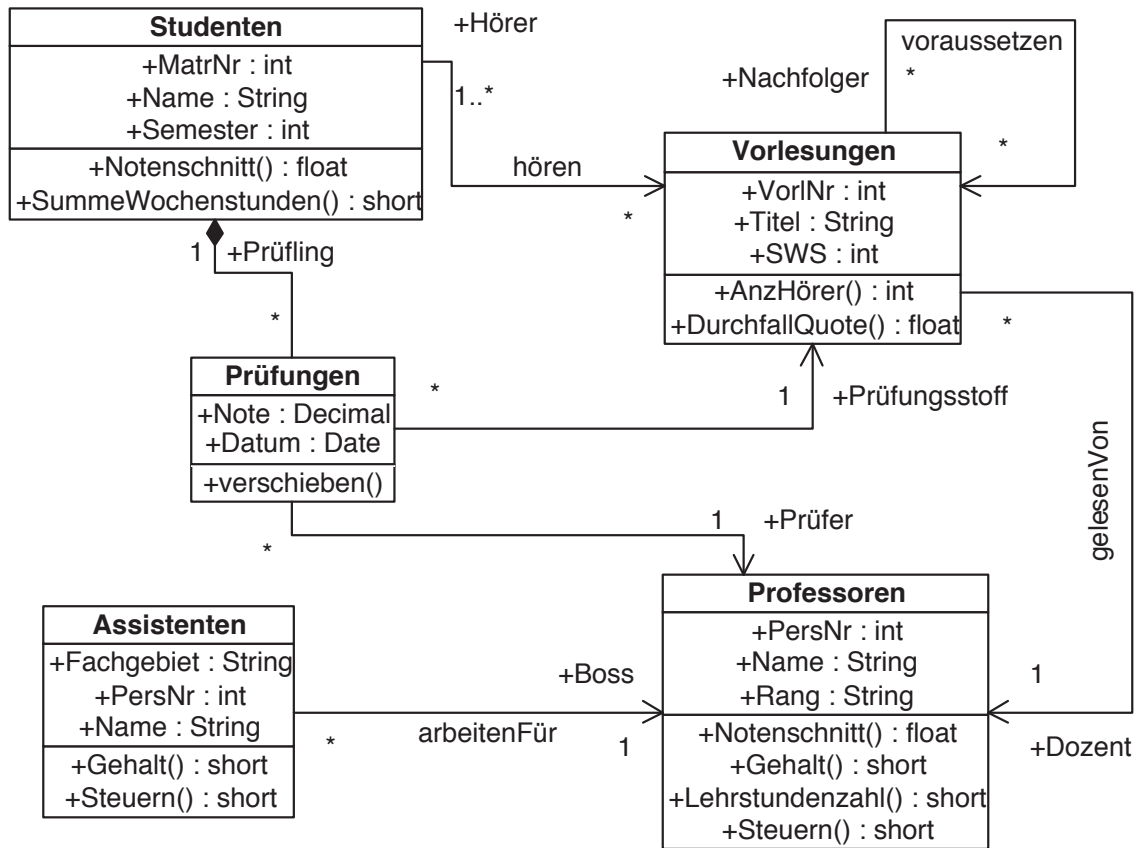 Studenten
+MatrNr : int
+Name : String
+Semester : int
+Notenschnitt() : float
+SummeWochenstunden() : short
+Hörer
1..*
hören
*
voraussetzen
+Nachfolger
*
*
Vorlesungen
+VorlNr : int
+Titel : String
+SWS : int
+AnzHörer() : int
+DurchfallQuote() : float
1
+Prüfling
*
Prüfungen
+Note : Decimal
+Datum : Date
+verschieben()
*
1
+Prüfungsstoff
*
gelesenVon
1
+Dozent
*
1
+Prüfer
Assistenten
+Fachgebiet : String
+PersNr : int
+Name : String
+Gehalt() : short
+Steuern() : short
*
arbeitenFür
+Boss
1
Professoren
+PersNr : int
+Name : String
+Rang : String
+Notenschnitt() : float
+Gehalt() : short
+Lehrstundenzahl() : short
+Steuern() : short